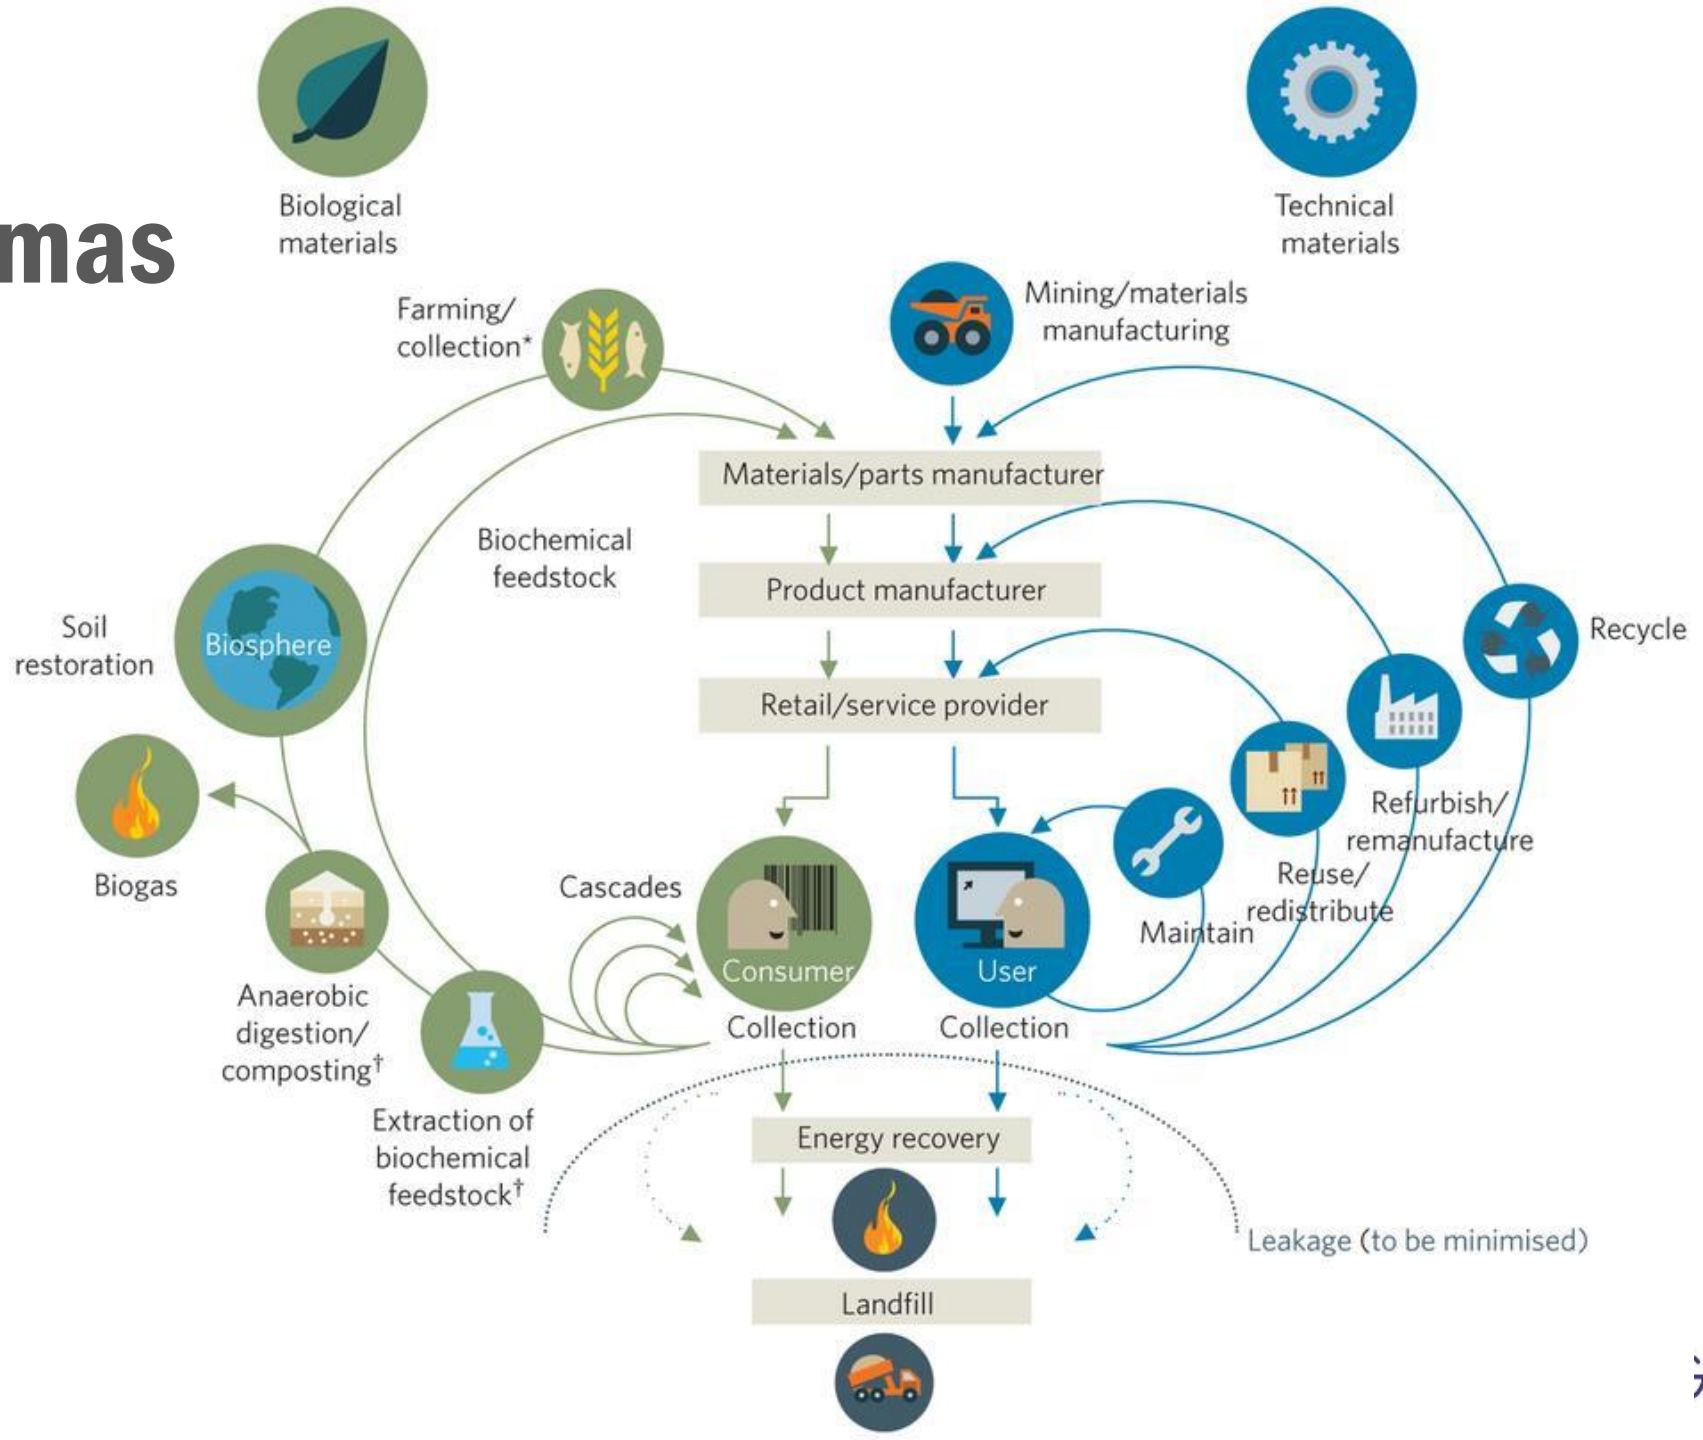 Biological
materials
Technical
materials
mas
Farming/
collection*
Mining/materials
manufacturing
Materials/parts manufacturer
Biochemical
feedstock
Product manufacturer
Soil
restoration
Biosphere
Recycle
Retail/service provider
Refurbish/
remanufacture
Biogas
Cascades
Reuse/
redistribute
Maintain
Consumer
User
Anaerobic
digestion/
composting†
Collection
Collection
Extraction of
biochemical
feedstock†
Energy recovery
Leakage (to be minimised)
Landfill